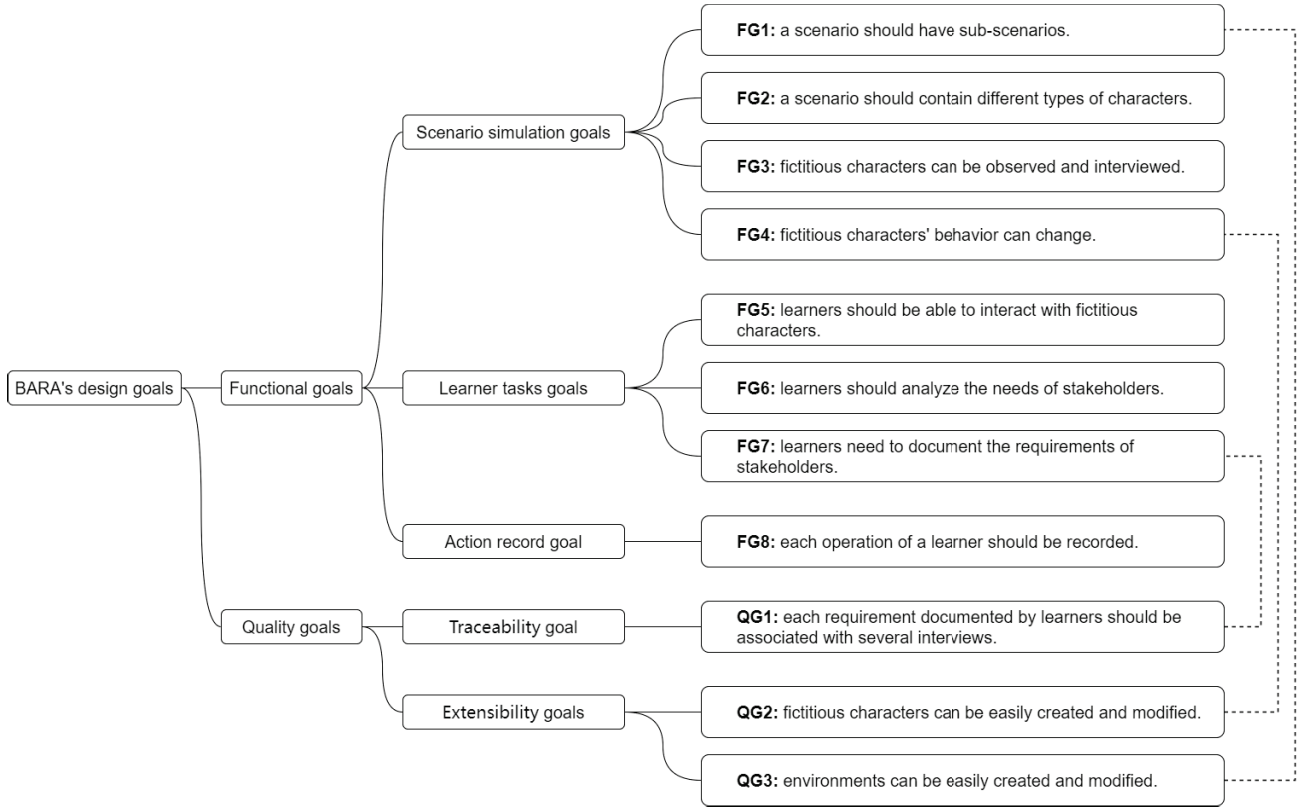 FG1: a scenario should have sub-scenarios.
FG2: a scenario should contain different types of characters.
Scenario simulation goals
FG3: fictitious characters can be observed and interviewed.
FG4: fictitious characters' behavior can change.
FG5: learners should be able to interact with fictitious
characters.
BARA's design goals
Functional goals
Learner tasks goals
FG6: learners should analyze the needs of stakeholders.
FG7: learners need to document the requirements of
stakeholders.
Action record goal
FG8: each operation of a learner should be recorded.
Quality goals
Traceability goal
QG1: each requirement documented by learners should be
associated with several interviews.
Extensibility goals
QG2: fictitious characters can be easily created and modified.
QG3: environments can be easily created and modified.